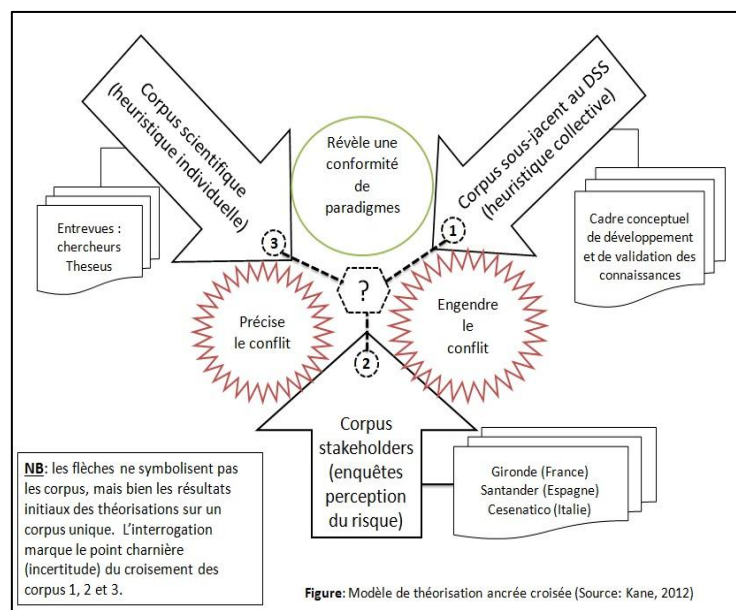 Corpus scientifique
(heuristique individuelle)
Révèle une
conformité
de
paradigmes
Corpus sous-jacent au DSS
(heuristique collective)
Entrevues :
chercheurs
Theseus
Cadre conceptuel
de développement
et de validation des
connaissances
3
1
?
2
Précise
le conflit
Engendre
le
conflit
Corpus
stakeholders
(enquêtes
perception
du risque)
Gironde (France)
Santander (Espagne)
Cesenatico (Italie)
NB: les flèches ne symbolisent pas
les corpus, mais bien les résultats
initiaux des théorisations sur un
corpus unique. L’interrogation
marque le point charnière
(incertitude) du croisement des
corpus 1, 2 et 3.
Figure: Modèle de théorisation ancrée croisée (Source: Kane, 2012)